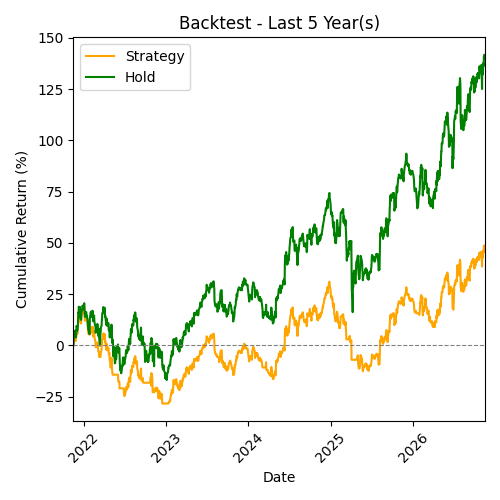 Backtest - Last 5 Year(s)
Strategy
Hold
Cumulative Return (%)
150
125
100
75
50
25
0
−25
2022
2023
2024
2025
2026
Date